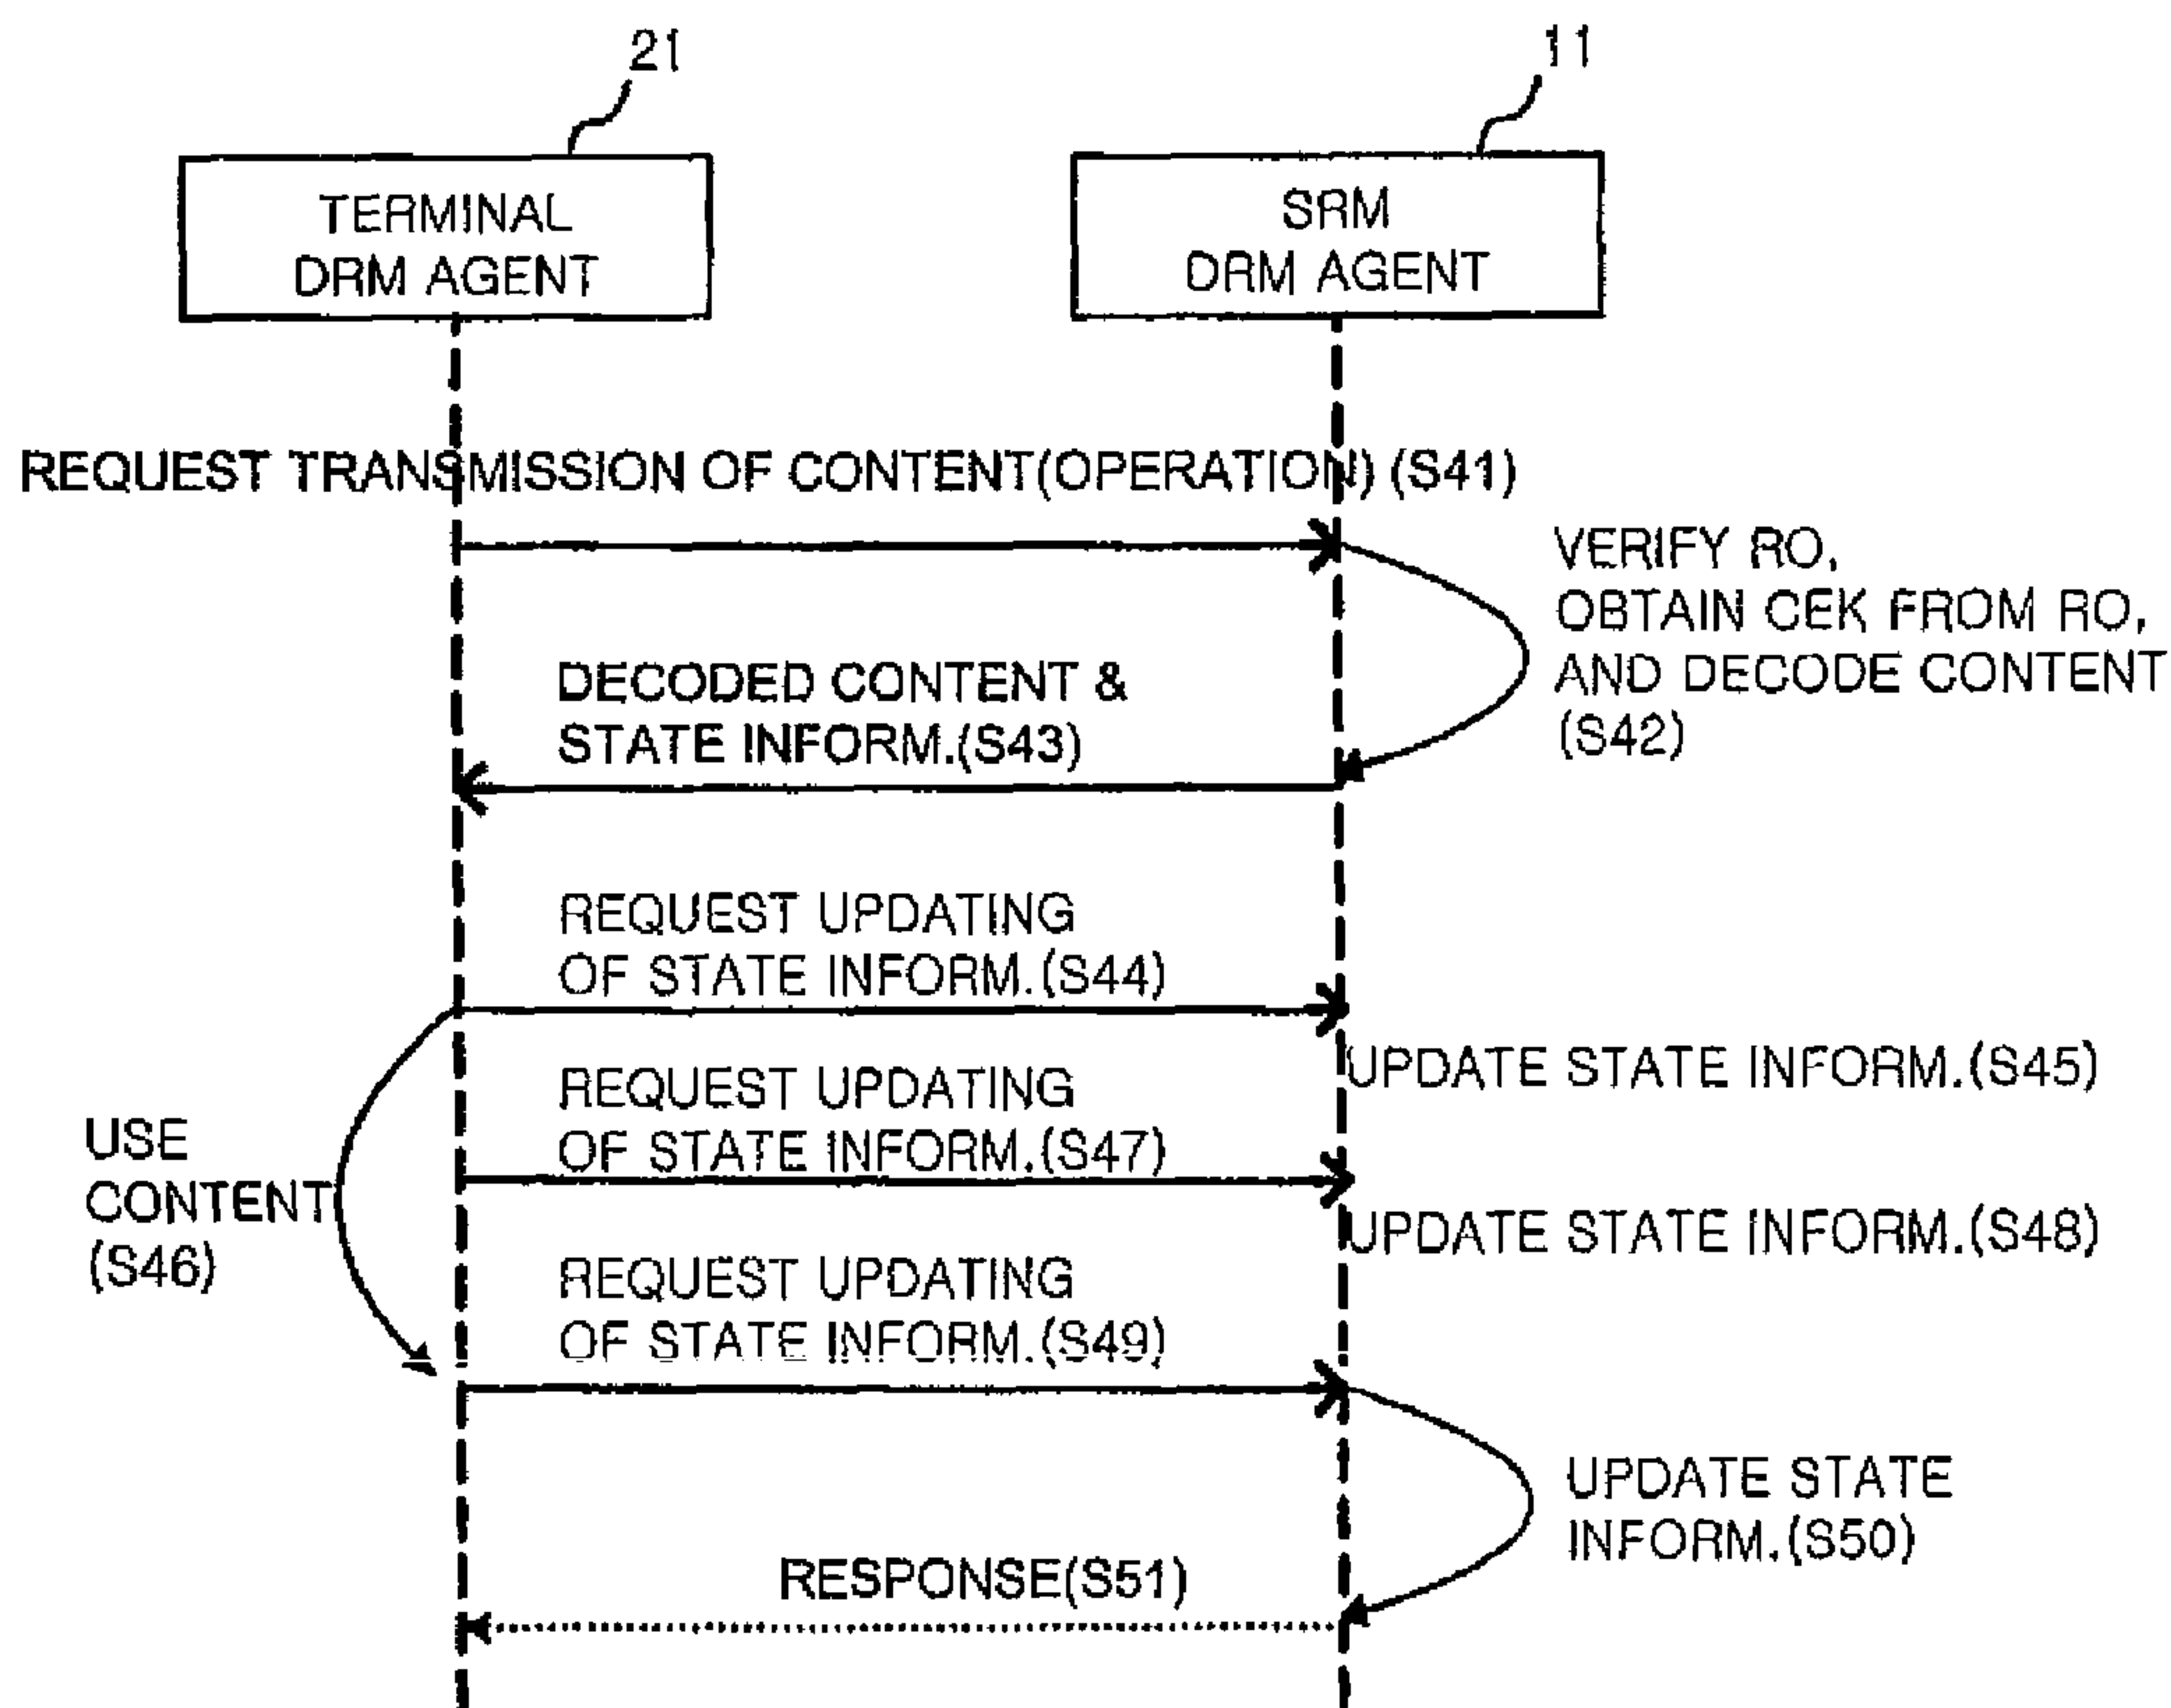 21
11
TERMINAL
DRM AGENT
SRM
DRM AGENT
REQUEST TRANSMISSION OF CONTENT(OPERATION) (S41)
VERIFY RO,
OBTAIN CEK FROM RO,
AND DECODE CONTENT
(S42)
DECODED CONTENT &
STATE INFORM.(S43)
REQUEST UPDATING
OF STATE INFORM.(S44)
UPDATE STATE INFORM.(S45)
USE
CONTENT
(S46)
REQUEST UPDATING
OF STATE INFORM.(S47)
UPDATE STATE INFORM.(S48)
REQUEST UPDATING
OF STATE INFORM.(S49)
UPDATE STATE
INFORM.(S50)
RESPONSE(S51)